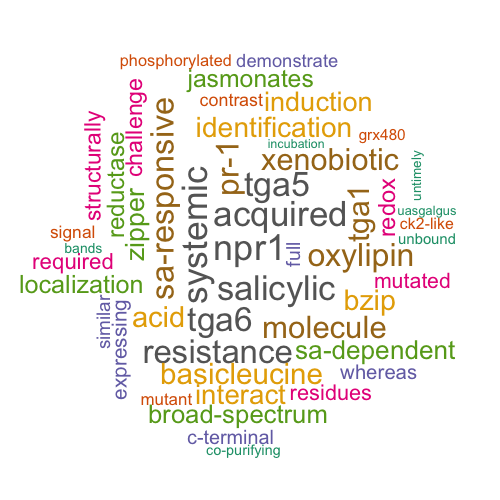 phosphorylated demonstrate
jasmonates
contrast induction
challenge
structurally
reductase
identification
grx480
incubation
sa-responsive
pr-1
xenobiotic
untimely
zipper
systemic
tga5
acquired
tga1
redox
uasgalgus
ck2-like
signal
bands
npr1
full
oxylipin
unbound
required
localization
salicylic
mutated
bzip
similar
expressing
acid
tga6
molecule
resistance
sa-dependent
basicleucine
whereas
mutant
interact
residues
broad-spectrum
c-terminal
co-purifying